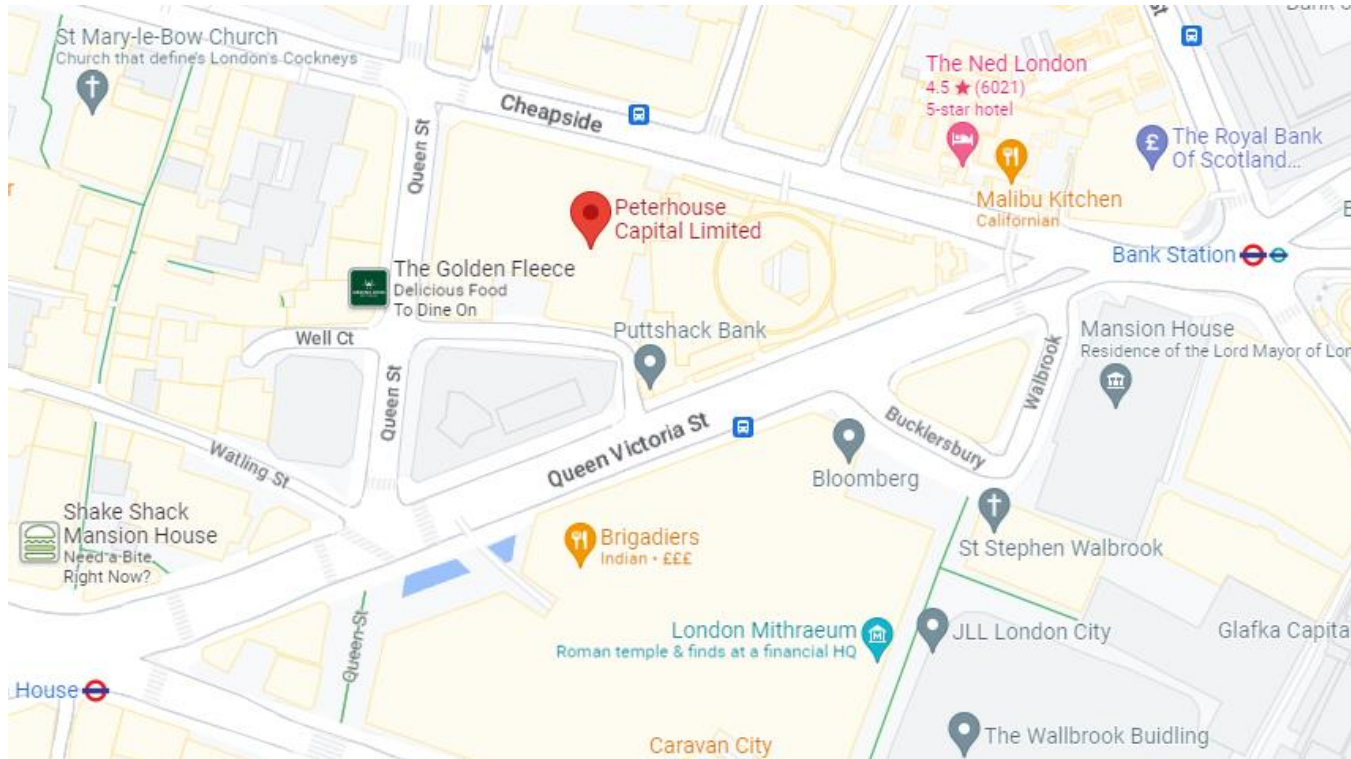 Bank of
St Mary-le-Bow Church
Church that defines London's Cockneys
The Ned London
4.5 ★ (6021)
5-star hotel
Cheapside
Queen St
£
The Royal Bank
Of Scotland...
Malibu Kitchen
Californian
Peterhouse
Capital Limited
Bank Station
The Golden Fleece
Delicious Food
To Dine On
Well Ct
Puttshack Bank
Mansion House
Residence of the Lord Mayor of Lon
Walbrook
Queen St
Queen Victoria St
Bucklersbury
Watling St
Bloomberg
Shake Shack
Mansion House
Need a Bite
Right Now?
Brigadiers
Indian · £££
St Stephen Walbrook
London Mithraeum
Roman temple & finds at a financial HQ
JLL London City
Glafka Capita
Queen St
House
The Wallbrook Buidling
Caravan City